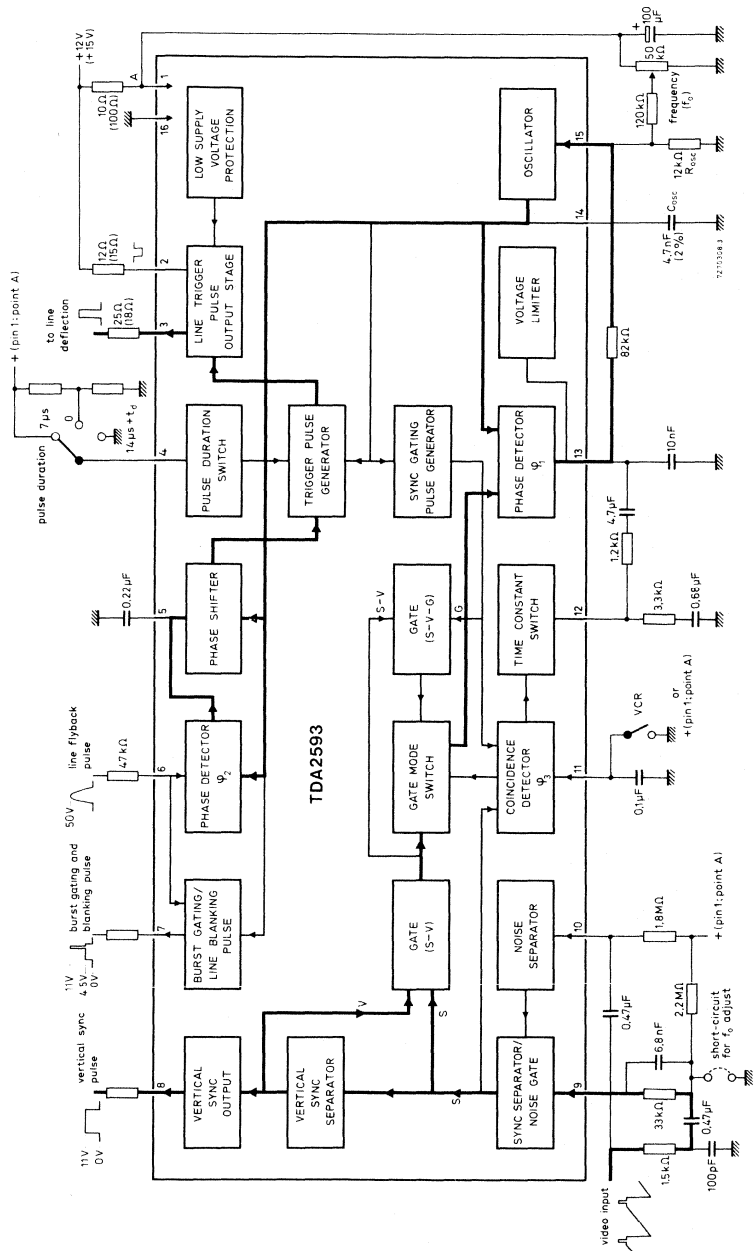 +12V
(+15V)
A
10Ω
(100Ω)
1
16
LOW SUPPLY
VOLTAGE
PROTECTION
12Ω
(15Ω)
2
to line
deflection
25Ω
(18Ω)
3
LINE TRIGGER
PULSE
OUTPUT STAGE
+ (pin 1; point A)
pulse duration
7µs
0
14µs + td
4
PULSE DURATION
SWITCH
TRIGGER PULSE
GENERATOR
SYNC GATING
PULSE GENERATOR
0,22µF
5
PHASE SHIFTER
line flyback
pulse
50V
47kΩ
6
PHASE DETECTOR
φ2
burst gating and
blanking pulse
11V
4,5V
0V
7
BURST GATING/
LINE BLANKING
PULSE
vertical sync
pulse
11V
0V
8
VERTICAL
SYNC
OUTPUT
VERTICAL
SYNC
SEPARATOR
V
S
S
SYNC SEPARATOR/
NOISE GATE
NOISE
SEPARATOR
GATE
(S-V)
TDA2593
GATE MODE
SWITCH
GATE
(S-V-G)
S-V
G
COINCIDENCE
DETECTOR
φ3
TIME CONSTANT
SWITCH
PHASE DETECTOR
φ1
VOLTAGE
LIMITER
OSCILLATOR
video input
1,5kΩ
100pF
0,47µF
33kΩ
6,8nF
9
short-circuit
for fo adjust
2,2MΩ
0,47µF
10
1,8MΩ
+(pin 1; point A)
11
0,1µF
VCR
or
+(pin 1; point A)
12
3,3kΩ
0,68µF
1,2kΩ
4,7µF
13
10nF
82kΩ
14
4,7nF
(2%)
Cosc
15
12kΩ
Rosc
120kΩ
frequency
(fo)
50
kΩ
+
100
µF
7Z70308.3